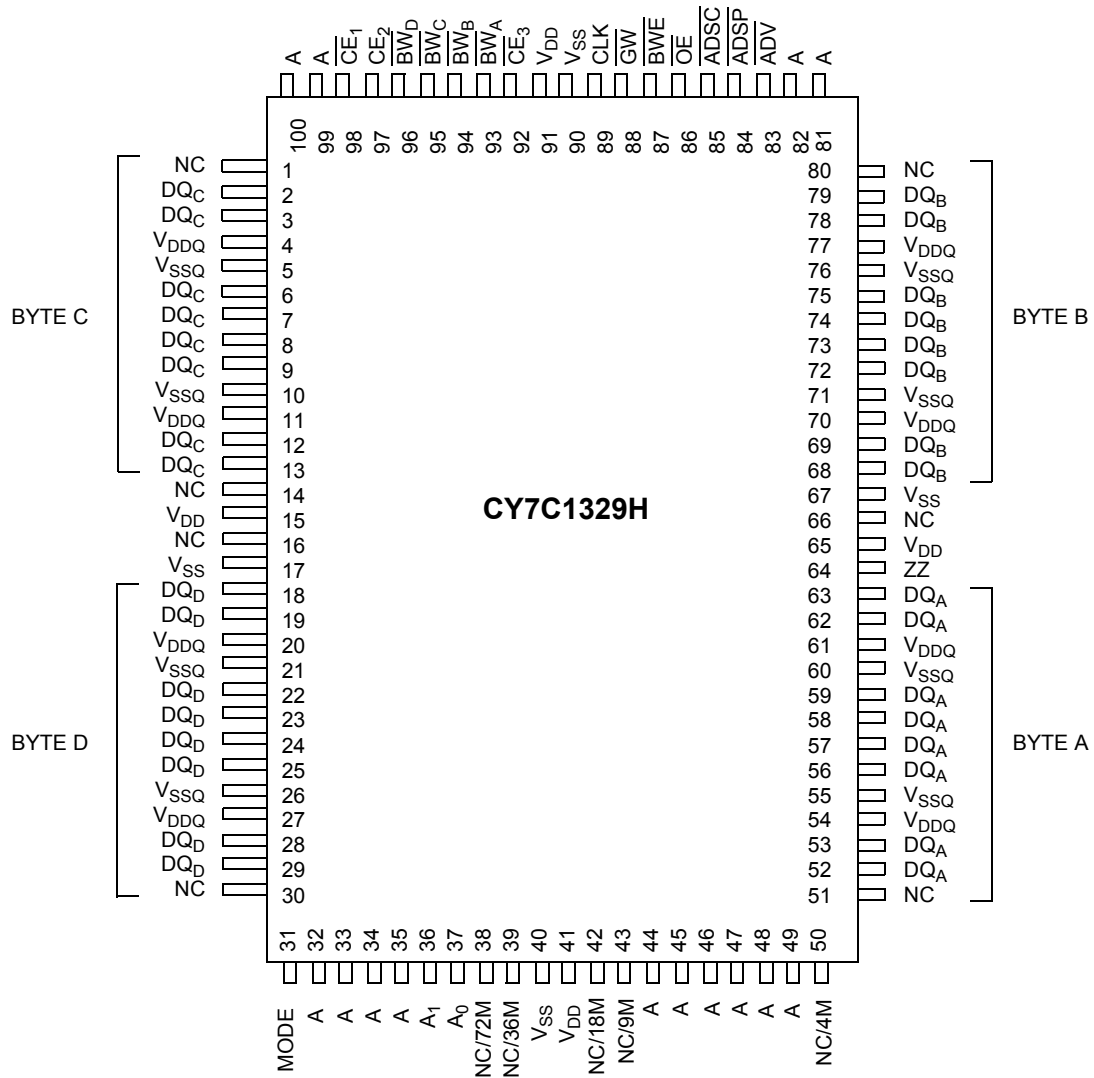 A
A
CE1
CE2
BWD
BWC
BWB
BWA
CE3
VDD
VSS
CLK
GW
BWE
OE
ADSC
ADSP
ADV
A
A
100
99
98
97
96
95
94
93
92
91
90
89
88
87
86
85
84
83
82
81
BYTE C
NC 1
DQC 2
DQC 3
VDDQ 4
VSSQ 5
DQC 6
DQC 7
DQC 8
DQC 9
VSSQ 10
VDDQ 11
DQC 12
DQC 13
NC 14
VDD 15
NC 16
VSS 17
BYTE D
DQD 18
DQD 19
VDDQ 20
VSSQ 21
DQD 22
DQD 23
DQD 24
DQD 25
VSSQ 26
VDDQ 27
DQD 28
DQD 29
NC 30
CY7C1329H
80 NC
79 DQB
78 DQB
77 VDDQ
76 VSSQ
75 DQB
74 DQB
73 DQB
72 DQB
71 VSSQ
70 VDDQ
69 DQB
68 DQB
BYTE B
67 VSS
66 NC
65 VDD
64 ZZ
63 DQA
62 DQA
61 VDDQ
60 VSSQ
59 DQA
58 DQA
57 DQA
56 DQA
55 VSSQ
54 VDDQ
53 DQA
52 DQA
51 NC
BYTE A
31
32
33
34
35
36
37
38
39
40
41
42
43
44
45
46
47
48
49
50
MODE
A
A
A
A
A1
A0
NC/72M
NC/36M
VSS
VDD
NC/18M
NC/9M
A
A
A
A
A
A
NC/4M